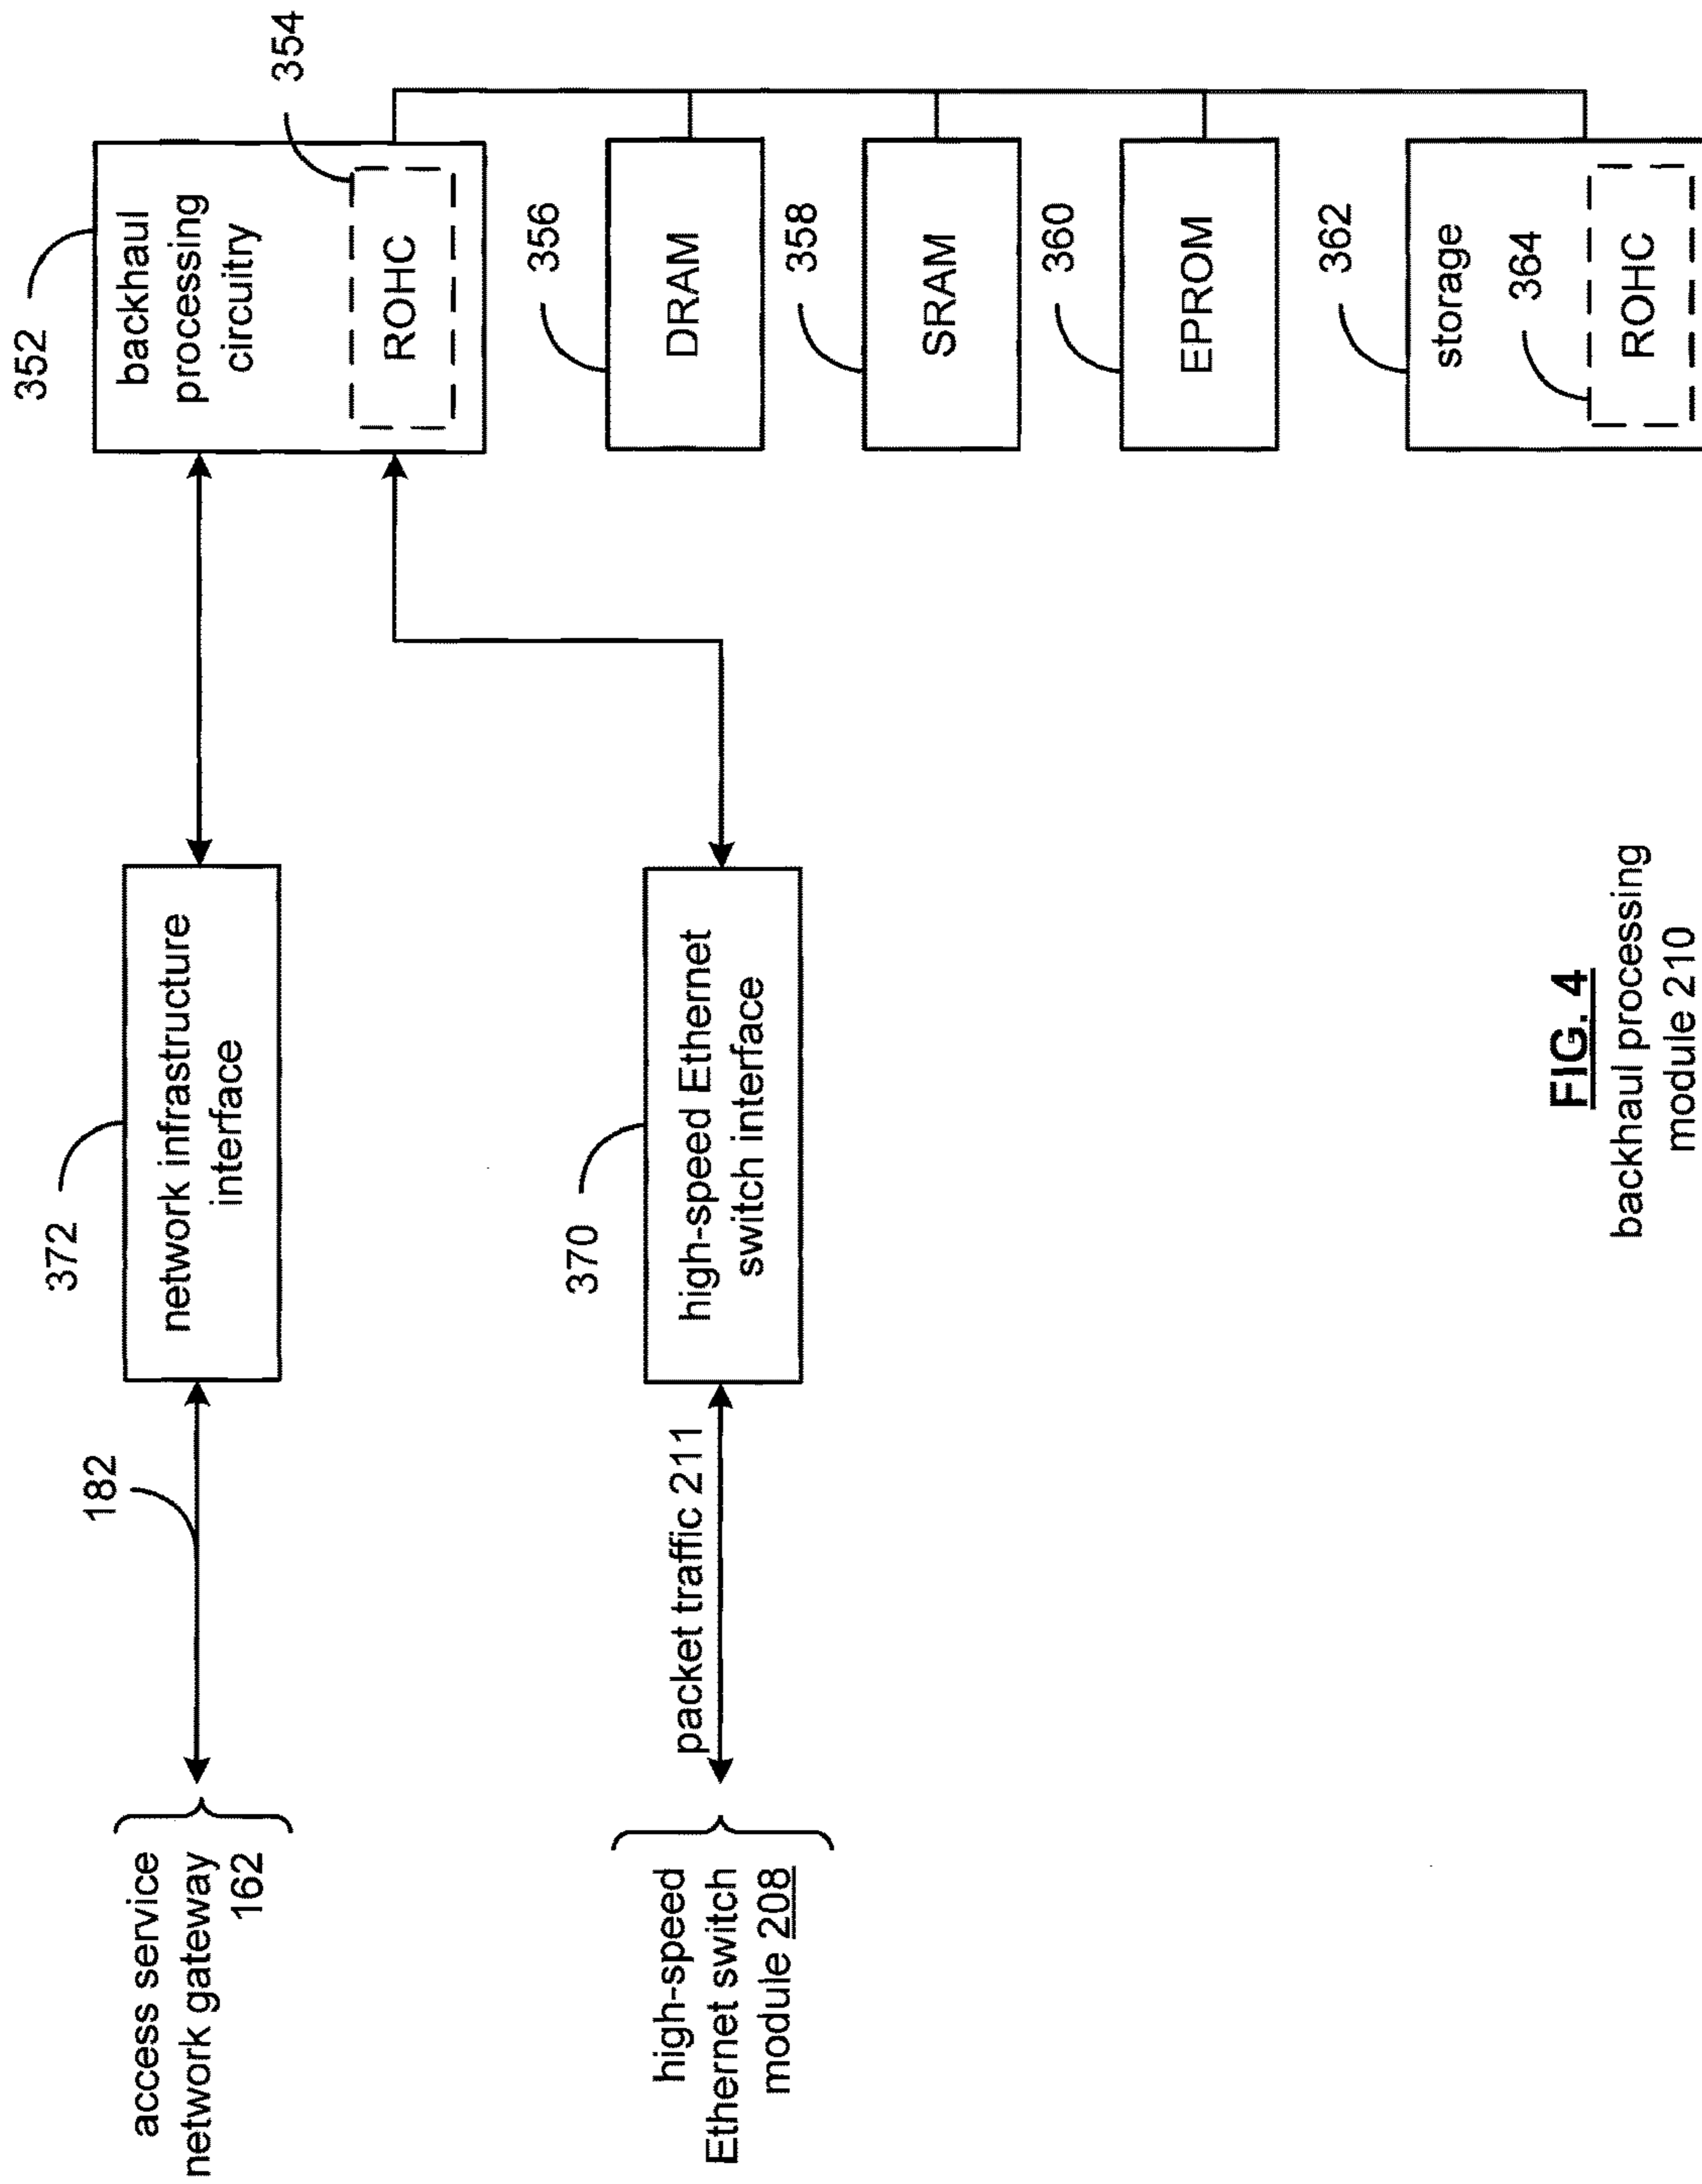 352
backhaul
processing
circuitry
354
ROHC
372
network infrastructure
interface
182
access service
network gateway
162
356
DRAM
370
high-speed Ethernet
switch interface
packet traffic 211
high-speed
Ethernet switch
module 208
358
SRAM
360
EPROM
362
storage
364
ROHC
FIG. 4
backhaul processing
module 210